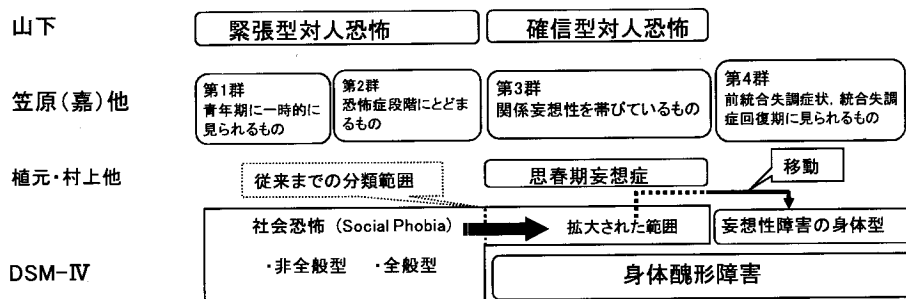 山下
緊張型対人恐怖
確信型対人恐怖
笠原(嘉)他
第1群
青年期に一時的に
見られるもの
第2群
恐怖症段階にとどま
るもの
第3群
関係妄想性を帯びているもの
第4群
前統合失調症状, 統合失調
症回復期に見られるもの
植元・村上他
従来までの分類範囲
思春期妄想症
移動
社会恐怖 (Social Phobia)
拡大された範囲
妄想性障害の身体型
DSM-Ⅳ
・非全般型 ・全般型
身体醜形障害